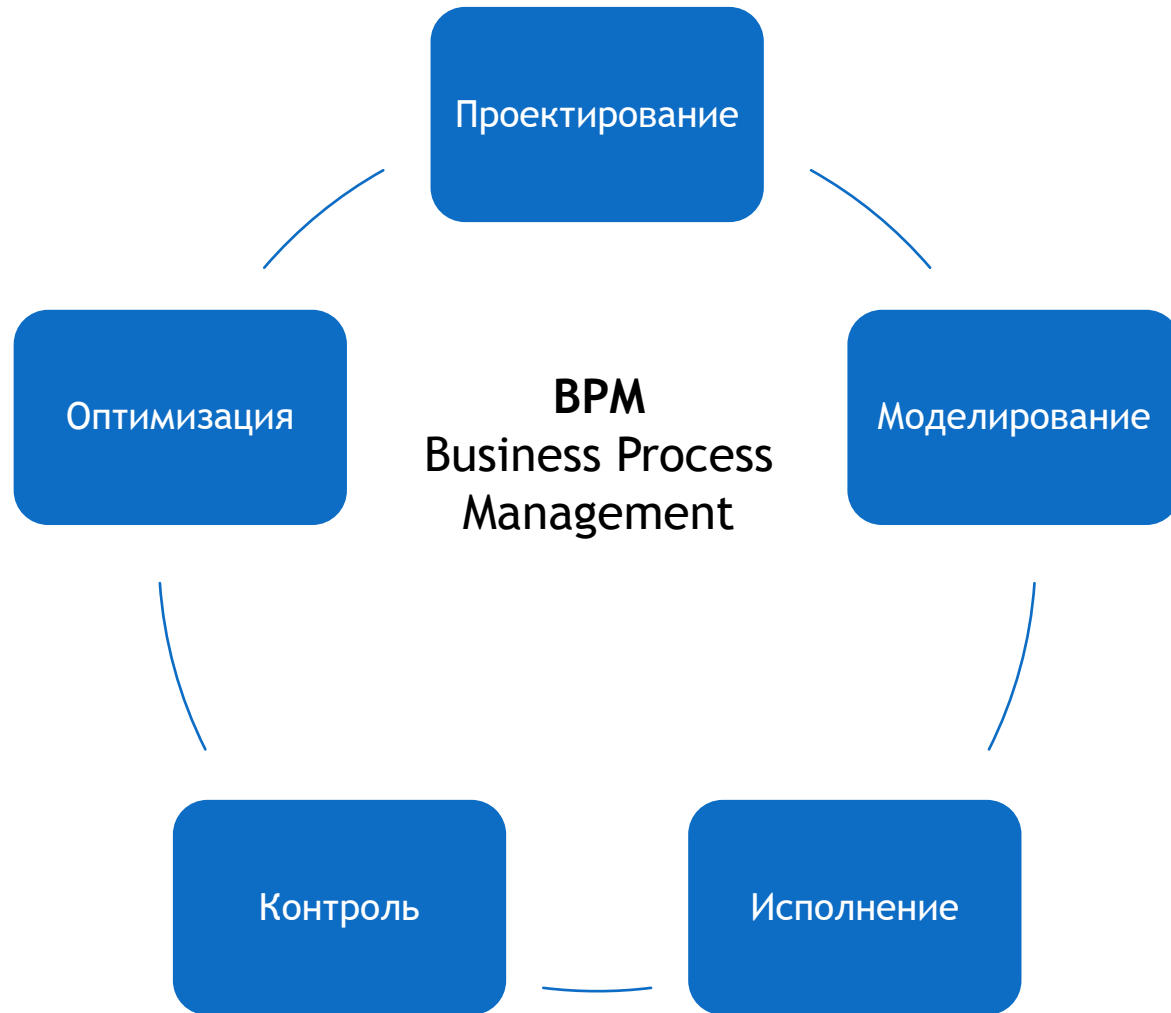 Проектирование
Оптимизация
BPM
Business Process
Management
Моделирование
Контроль
Исполнение